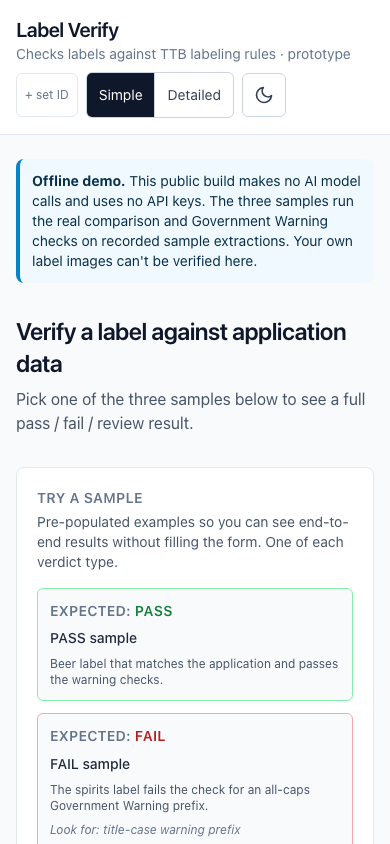 Label Verify
Checks labels against TTB labeling rules · prototype
+ set ID
Simple
Detailed
Offline demo. This public build makes no AI model
calls and uses no API keys. The three samples run
the real comparison and Government Warning
checks on recorded sample extractions. Your own
label images can't be verified here.
Verify a label against application
data
Pick one of the three samples below to see a full
pass / fail / review result.
TRY A SAMPLE
Pre-populated examples so you can see end-to-
end results without filling the form. One of each
verdict type.
EXPECTED: PASS
PASS sample
Beer label that matches the application and passes
the warning checks.
EXPECTED: FAIL
FAIL sample
The spirits label fails the check for an all-caps
Government Warning prefix.
Look for: title-case warning prefix